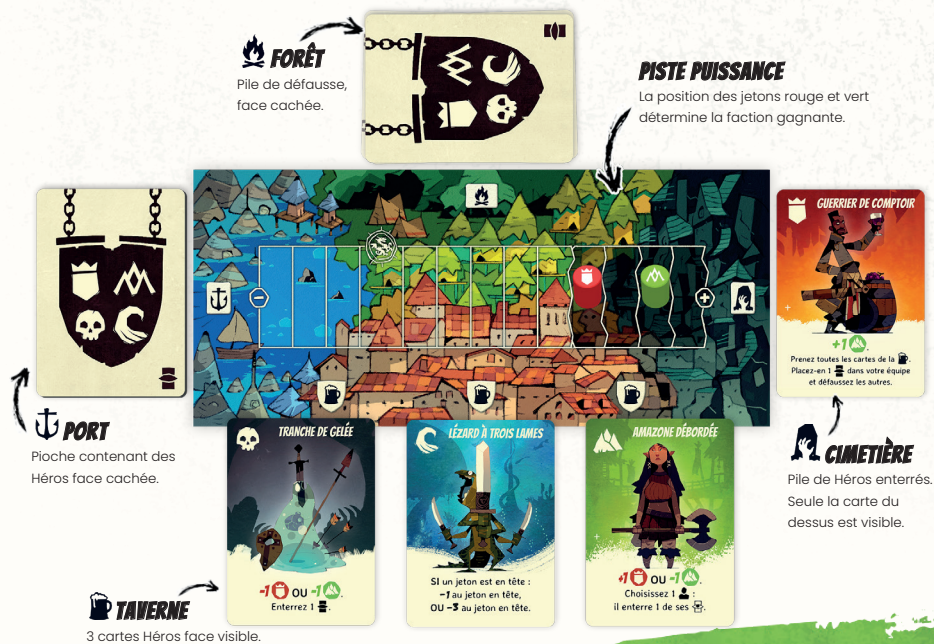 FORÊT
Pile de défausse,
face cachée.
PISTE PUISSANCE
La position des jetons rouge et vert
détermine la faction gagnante.
GUERRIER DE COMPTOIR
+1.
Prenez toutes les cartes de la
Placez-en 1 dans votre équipe
et défaussez les autres.
PORT
Pioche contenant des
Héros face cachée.
TRANCHE DE GELÉE
-1 OU -1.
Enterrez 1
LÉZARD À TROIS LAMES
SI un jeton est en tête :
-1 au jeton en tête,
OU -3 au jeton en tête.
AMAZONE DÉBORDÉE
+1 OU -1.
Choisissez 1 :
il enterre 1 de ses
CIMETIÈRE
Pile de Héros enterrés.
Seule la carte du
dessus est visible.
TAVERNE
3 cartes Héros face visible.